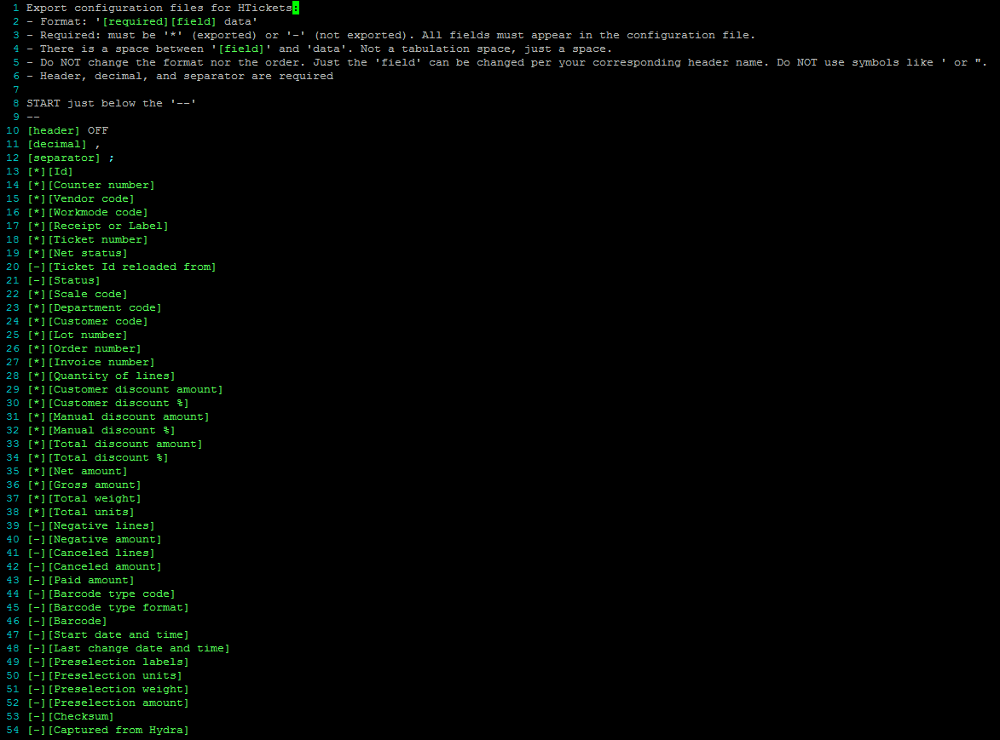 1 Export configuration files for HTickets:
2 - Format: '[required][field] data'
3 - Required: must be '*' (exported) or '-' (not exported). All fields must appear in the configuration file.
4 - There is a space between '[field]' and 'data'. Not a tabulation space, just a space.
5 - Do NOT change the format nor the order. Just the 'field' can be changed per your corresponding header name. Do NOT use symbols like ' or ".
6 - Header, decimal, and separator are required
7
8 START just below the '--'
9 --
10 [header] OFF
11 [decimal] ,
12 [separator] ;
13 [*][Id]
14 [*][Counter number]
15 [*][Vendor code]
16 [*][Workmode code]
17 [*][Receipt or Label]
18 [*][Ticket number]
19 [*][Net status]
20 [-][Ticket Id reloaded from]
21 [-][Status]
22 [*][Scale code]
23 [*][Department code]
24 [*][Customer code]
25 [*][Lot number]
26 [*][Order number]
27 [*][Invoice number]
28 [*][Quantity of lines]
29 [*][Customer discount amount]
30 [*][Customer discount %]
31 [*][Manual discount amount]
32 [*][Manual discount %]
33 [*][Total discount amount]
34 [*][Total discount %]
35 [*][Net amount]
36 [*][Gross amount]
37 [*][Total weight]
38 [*][Total units]
39 [-][Negative lines]
40 [-][Negative amount]
41 [-][Canceled lines]
42 [-][Canceled amount]
43 [-][Paid amount]
44 [-][Barcode type code]
45 [-][Barcode type format]
46 [-][Barcode]
47 [-][Start date and time]
48 [-][Last change date and time]
49 [-][Preselection labels]
50 [-][Preselection units]
51 [-][Preselection weight]
52 [-][Preselection amount]
53 [-][Checksum]
54 [-][Captured from Hydra]